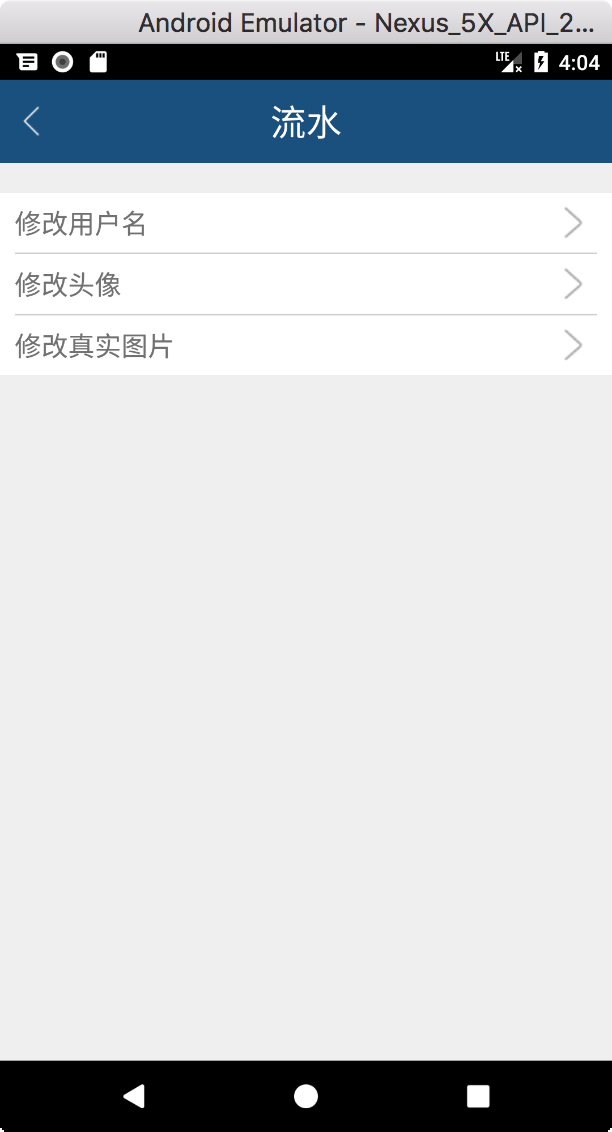 Android Emulator - Nexus_5X_API_2...
LTE 4:04
流水
修改用户名
修改头像
修改真实图片